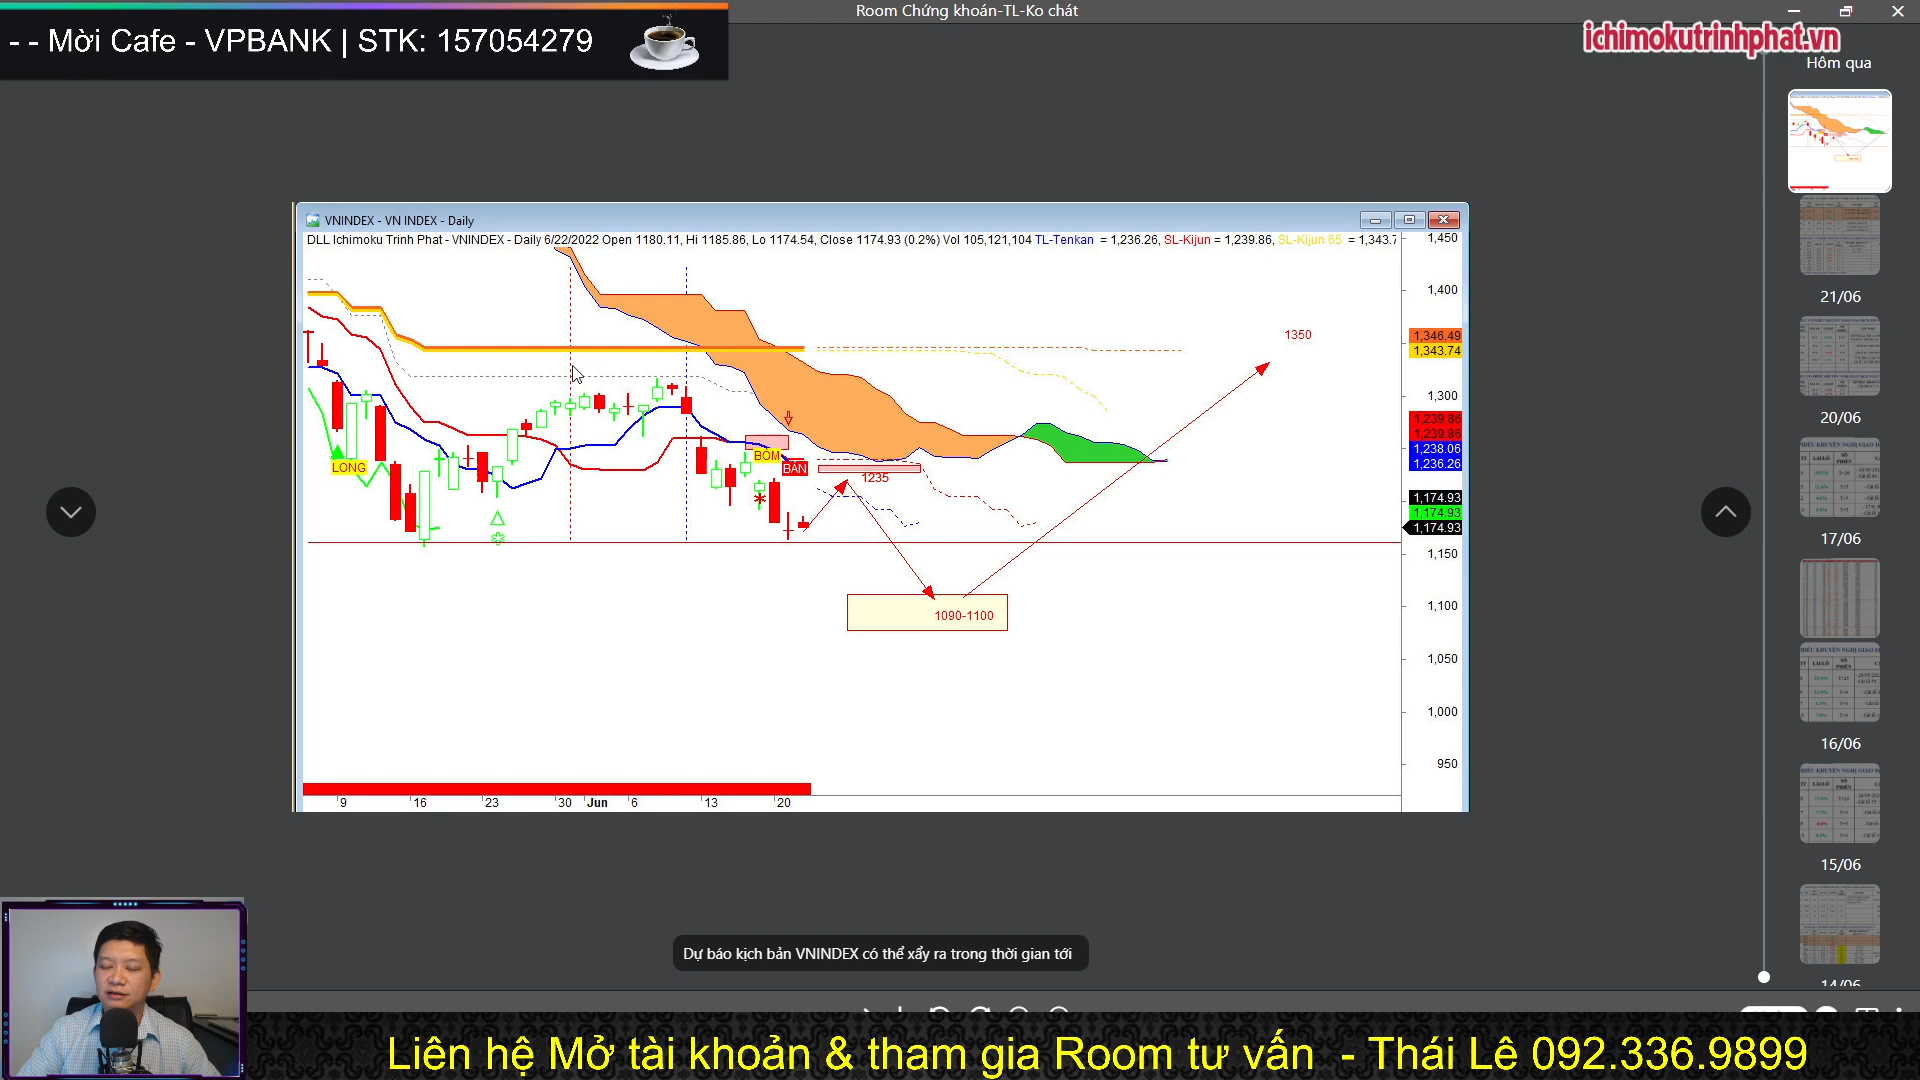 Room Chứng khoán-TL-Ko chát
- - Mời Cafe - VPBANK | STK: 157054279
ichimokutrinhphat.vn
Hôm qua
VNINDEX - VN INDEX - Daily
DLL Ichimoku Trinh Phat - VNINDEX - Daily 6/22/2022 Open 1180.11, Hi 1185.86, Lo 1174.54, Close 1174.93 (0.2%) Vol 105,121,104 TL-Tenkan = 1,236.26, SL-Kijun = 1,239.86, SL-Kijun 65 = 1,343.7
1,450
1,400
1350
1,346.49
1,343.74
1,300
1,239.86
1,239.86
1,238.06
1,236.26
LONG
BOM
BÁN
1235
1,174.93
1,174.93
1,174.93
1,150
1,100
1090-1100
1,050
1,000
950
9
16
23
30
Jun
6
13
20
21/06
20/06
17/06
16/06
15/06
14/06
Dự báo kịch bản VNINDEX có thể xẩy ra trong thời gian tới
Liên hệ Mở tài khoản & tham gia Room tư vấn - Thái Lê 092.336.9899